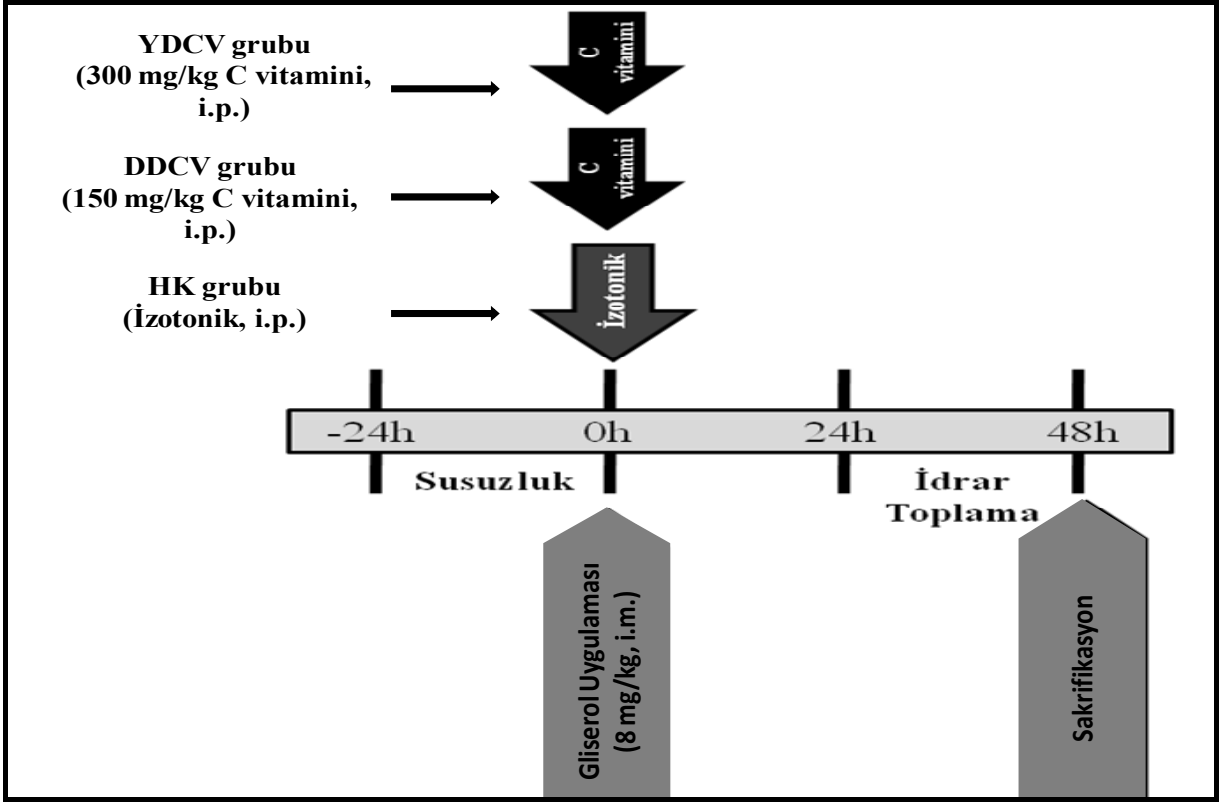 YDCV grubu
(300 mg/kg C vitamini,
i.p.)
C
vitamini
DDCV grubu
(150 mg/kg C vitamini,
i.p.)
C
vitamini
HK grubu
(İzotonik, i.p.)
İzotonik
-24h
0h
24h
48h
Susuzluk
İdrar
Toplama
Gliserol Uygulaması
(8 mg/kg, i.m.)
Sakrifikasyon